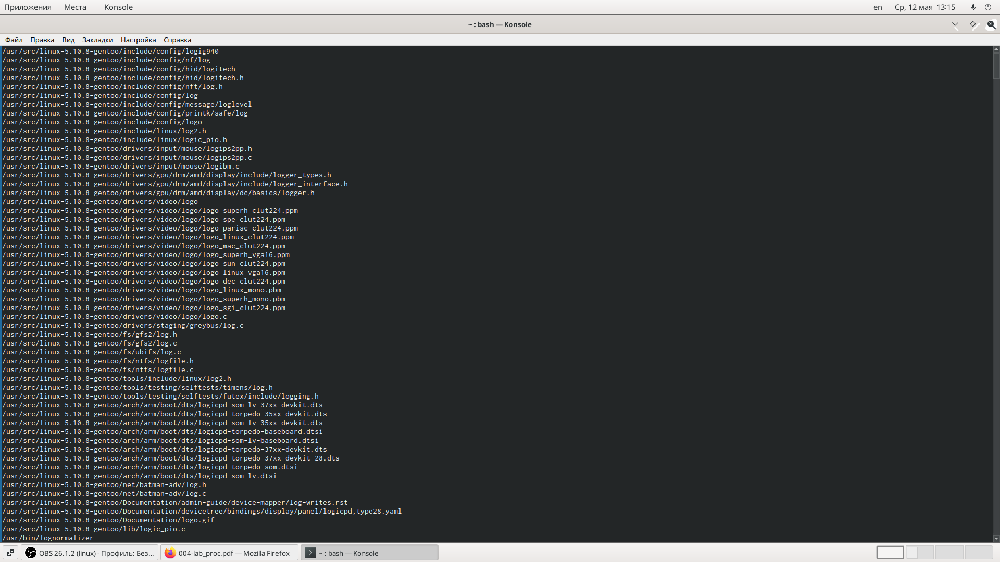 Приложения Места Konsole en Ср, 12 мая 13:15
~ : bash — Konsole
Файл Правка Вид Закладки Настройка Справка
/usr/src/linux-5.10.8-gentoo/include/config/logig940
/usr/src/linux-5.10.8-gentoo/include/config/nf/log
/usr/src/linux-5.10.8-gentoo/include/config/hid/logitech
/usr/src/linux-5.10.8-gentoo/include/config/hid/logitech.h
/usr/src/linux-5.10.8-gentoo/include/config/nft/log.h
/usr/src/linux-5.10.8-gentoo/include/config/log
/usr/src/linux-5.10.8-gentoo/include/config/message/loglevel
/usr/src/linux-5.10.8-gentoo/include/config/printk/safe/log
/usr/src/linux-5.10.8-gentoo/include/config/logo
/usr/src/linux-5.10.8-gentoo/include/linux/log2.h
/usr/src/linux-5.10.8-gentoo/include/linux/logic_pio.h
/usr/src/linux-5.10.8-gentoo/drivers/input/mouse/logips2pp.h
/usr/src/linux-5.10.8-gentoo/drivers/input/mouse/logips2pp.c
/usr/src/linux-5.10.8-gentoo/drivers/input/mouse/logibm.c
/usr/src/linux-5.10.8-gentoo/drivers/gpu/drm/amd/display/include/logger_types.h
/usr/src/linux-5.10.8-gentoo/drivers/gpu/drm/amd/display/include/logger_interface.h
/usr/src/linux-5.10.8-gentoo/drivers/gpu/drm/amd/display/dc/basics/logger.h
/usr/src/linux-5.10.8-gentoo/drivers/video/logo
/usr/src/linux-5.10.8-gentoo/drivers/video/logo/logo_superh_clut224.ppm
/usr/src/linux-5.10.8-gentoo/drivers/video/logo/logo_spe_clut224.ppm
/usr/src/linux-5.10.8-gentoo/drivers/video/logo/logo_parisc_clut224.ppm
/usr/src/linux-5.10.8-gentoo/drivers/video/logo/logo_linux_clut224.ppm
/usr/src/linux-5.10.8-gentoo/drivers/video/logo/logo_mac_clut224.ppm
/usr/src/linux-5.10.8-gentoo/drivers/video/logo/logo_superh_vga16.ppm
/usr/src/linux-5.10.8-gentoo/drivers/video/logo/logo_sun_clut224.ppm
/usr/src/linux-5.10.8-gentoo/drivers/video/logo/logo_linux_vga16.ppm
/usr/src/linux-5.10.8-gentoo/drivers/video/logo/logo_dec_clut224.ppm
/usr/src/linux-5.10.8-gentoo/drivers/video/logo/logo_linux_mono.pbm
/usr/src/linux-5.10.8-gentoo/drivers/video/logo/logo_superh_mono.pbm
/usr/src/linux-5.10.8-gentoo/drivers/video/logo/logo_sgi_clut224.ppm
/usr/src/linux-5.10.8-gentoo/drivers/video/logo/logo.c
/usr/src/linux-5.10.8-gentoo/drivers/staging/greybus/log.c
/usr/src/linux-5.10.8-gentoo/fs/gfs2/log.h
/usr/src/linux-5.10.8-gentoo/fs/gfs2/log.c
/usr/src/linux-5.10.8-gentoo/fs/ubifs/log.c
/usr/src/linux-5.10.8-gentoo/fs/ntfs/logfile.h
/usr/src/linux-5.10.8-gentoo/fs/ntfs/logfile.c
/usr/src/linux-5.10.8-gentoo/tools/include/linux/log2.h
/usr/src/linux-5.10.8-gentoo/tools/testing/selftests/timens/log.h
/usr/src/linux-5.10.8-gentoo/tools/testing/selftests/futex/include/logging.h
/usr/src/linux-5.10.8-gentoo/arch/arm/boot/dts/logicpd-som-lv-37xx-devkit.dts
/usr/src/linux-5.10.8-gentoo/arch/arm/boot/dts/logicpd-torpedo-35xx-devkit.dts
/usr/src/linux-5.10.8-gentoo/arch/arm/boot/dts/logicpd-som-lv-35xx-devkit.dts
/usr/src/linux-5.10.8-gentoo/arch/arm/boot/dts/logicpd-torpedo-baseboard.dtsi
/usr/src/linux-5.10.8-gentoo/arch/arm/boot/dts/logicpd-som-lv-baseboard.dtsi
/usr/src/linux-5.10.8-gentoo/arch/arm/boot/dts/logicpd-torpedo-37xx-devkit.dts
/usr/src/linux-5.10.8-gentoo/arch/arm/boot/dts/logicpd-torpedo-37xx-devkit-28.dts
/usr/src/linux-5.10.8-gentoo/arch/arm/boot/dts/logicpd-torpedo-som.dtsi
/usr/src/linux-5.10.8-gentoo/arch/arm/boot/dts/logicpd-som-lv.dtsi
/usr/src/linux-5.10.8-gentoo/net/batman-adv/log.h
/usr/src/linux-5.10.8-gentoo/net/batman-adv/log.c
/usr/src/linux-5.10.8-gentoo/Documentation/admin-guide/device-mapper/log-writes.rst
/usr/src/linux-5.10.8-gentoo/Documentation/devicetree/bindings/display/panel/logicpd,type28.yaml
/usr/src/linux-5.10.8-gentoo/Documentation/logo.gif
/usr/src/linux-5.10.8-gentoo/lib/logic_pio.c
/usr/bin/lognormalizer
OBS 26.1.2 (linux) - Профиль: Без... 004-lab_proc.pdf — Mozilla Firefox ~ : bash — Konsole